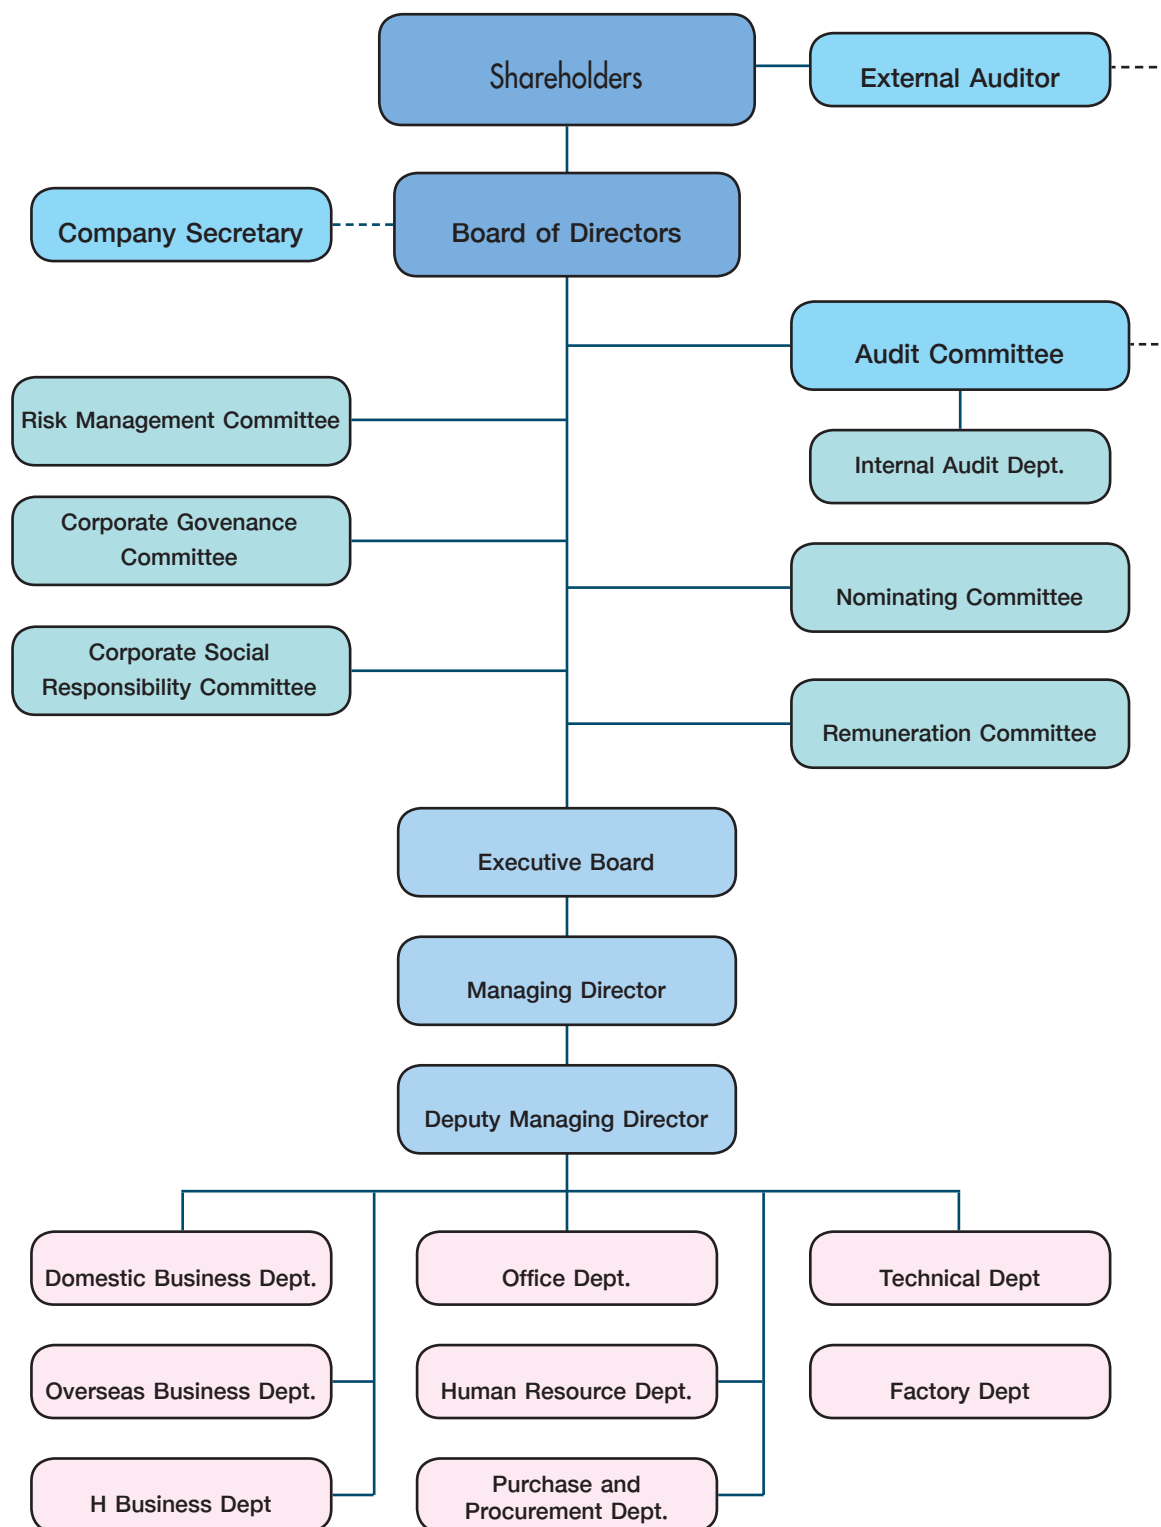 Shareholders
External Auditor
Company Secretary
Board of Directors
Audit Committee
Risk Management Committee
Internal Audit Dept.
Corporate Govenance
Committee
Nominating Committee
Corporate Social
Responsibility Committee
Remuneration Committee
Executive Board
Managing Director
Deputy Managing Director
Domestic Business Dept.
Office Dept.
Technical Dept
Overseas Business Dept.
Human Resource Dept.
Factory Dept
H Business Dept
Purchase and
Procurement Dept.